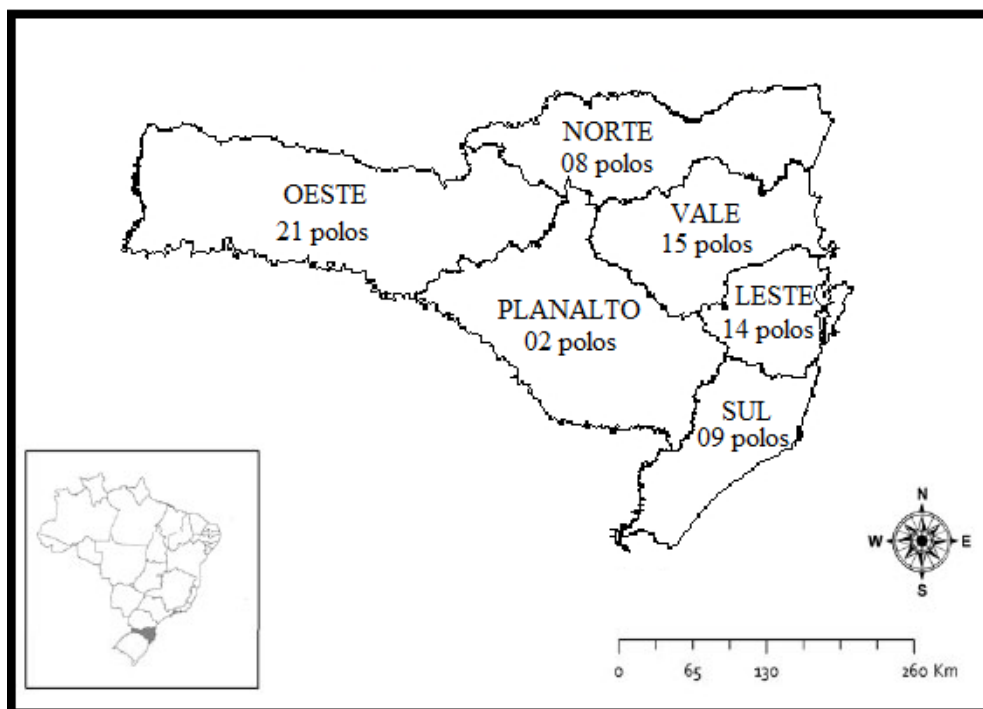 NORTE
08 polos
OESTE
21 polos
VALE
15 polos
LESTE
14 polos
PLANALTO
02 polos
SUL
09 polos
N
W
E
S
0
65
130
260 Km